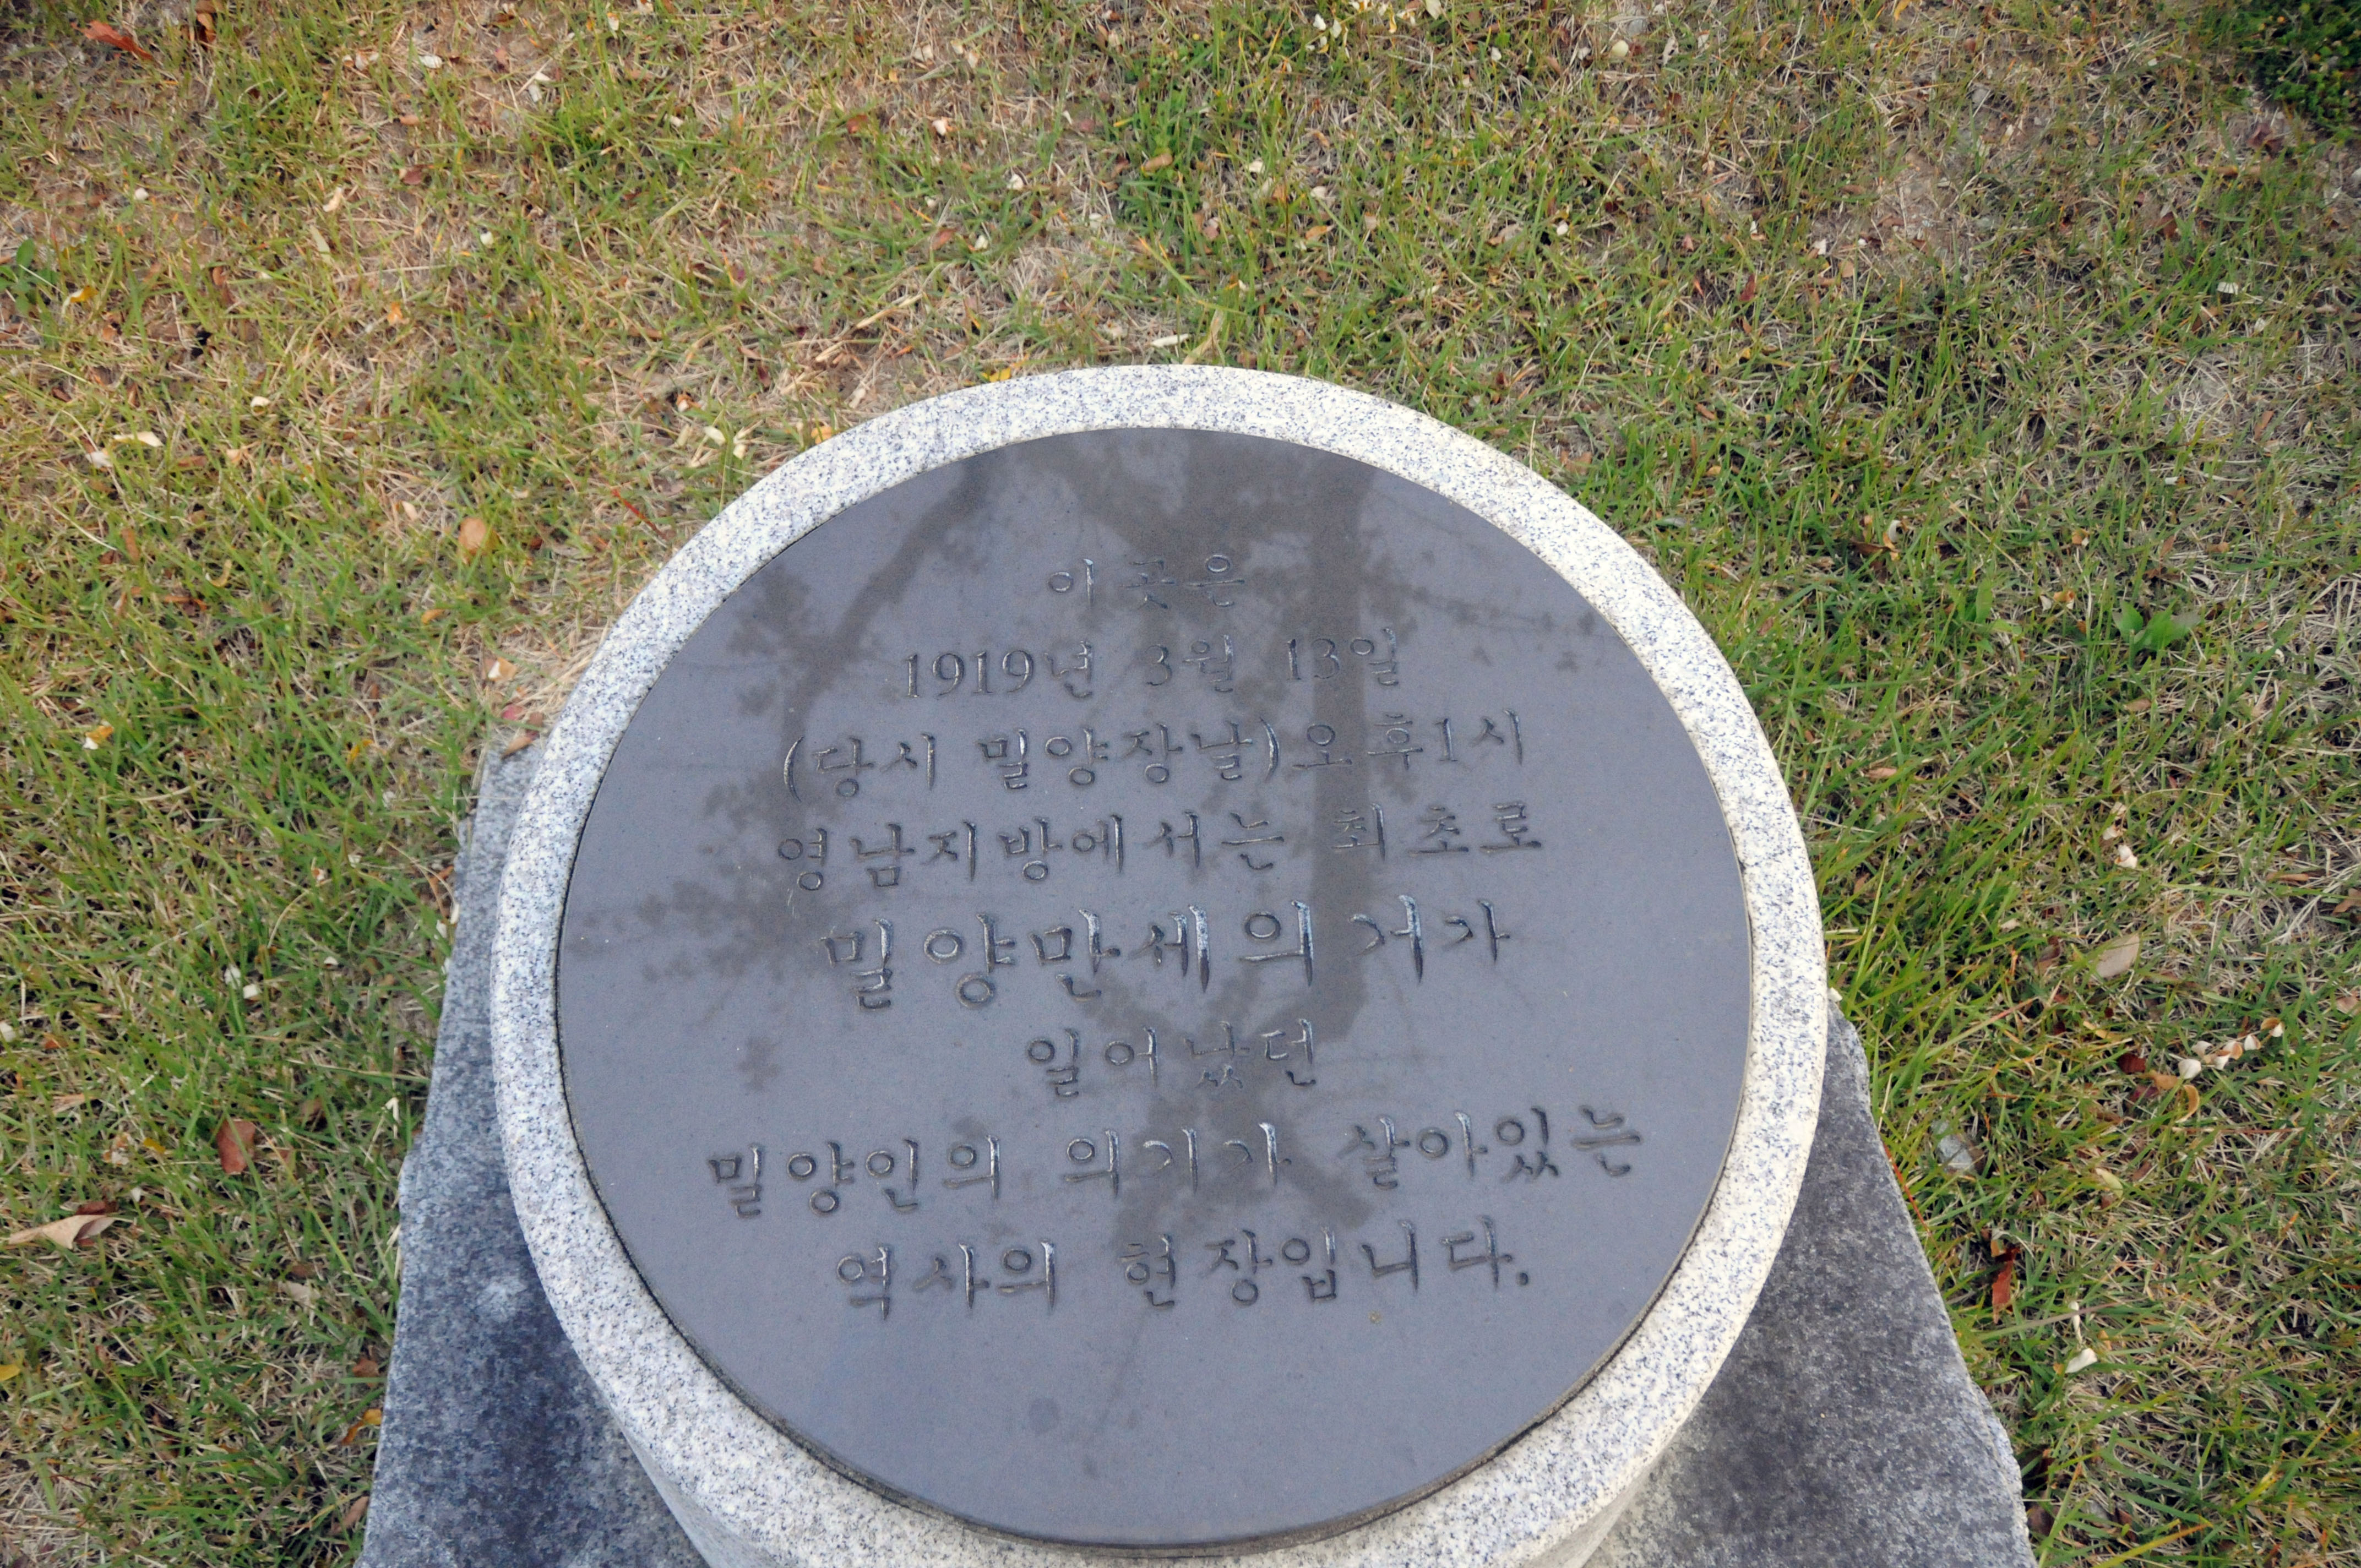 이곳은
1919년 3월 13일
(당시 밀양장날)오후1시
영남지방에서는 최초로
밀양만세의거가
일어났던
밀양인의 의기가 살아있는
역사의 현장입니다.